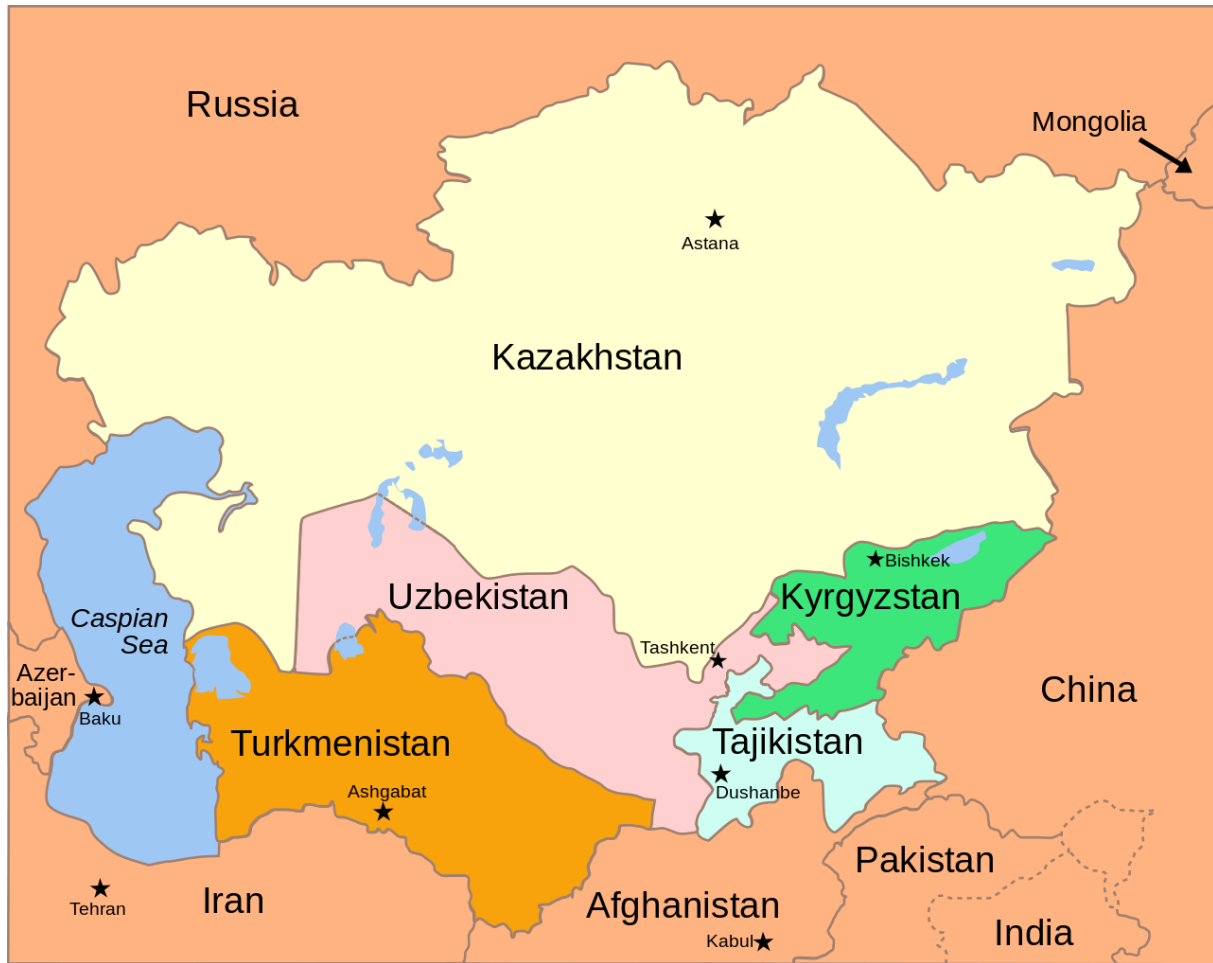 Russia
Mongolia
Astana
Kazakhstan
Bishkek
Uzbekistan
Kyrgyzstan
Caspian
Sea
Tashkent
Azer-
baijan
Baku
China
Turkmenistan
Tajikistan
Ashgabat
Dushanbe
Pakistan
Tehran
Iran
Afghanistan
Kabul
India